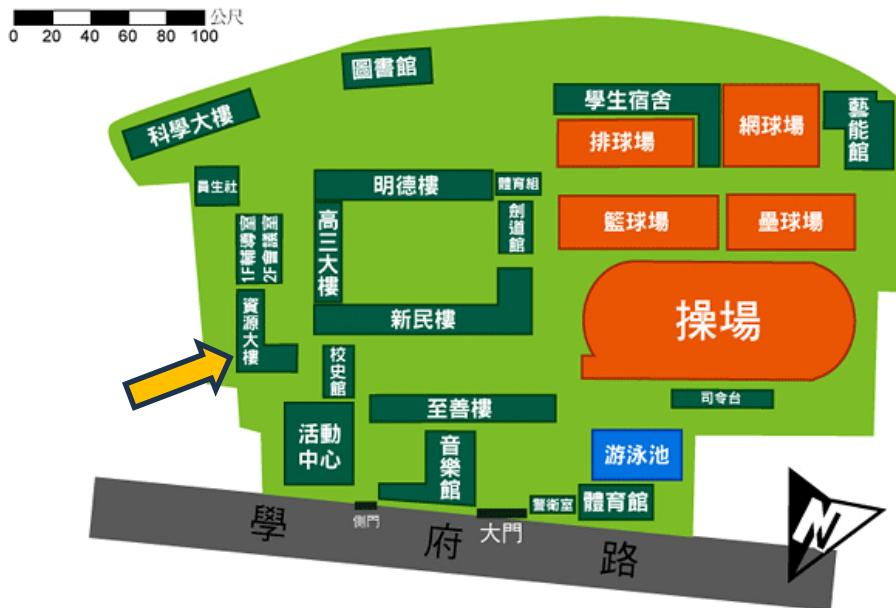 公尺
0 20 40 60 80 100
圖書館
科學大樓
學生宿舍
網球場
藝能館
排球場
員生社
明德樓
體育組
劍道館
籃球場
壘球場
1F輔導室
2F會議室
高三大樓
資源大樓
新民樓
操場
校史館
至善樓
司令台
活動
中心
音樂館
游泳池
警衛室
體育館
側門
大門
學府路
N